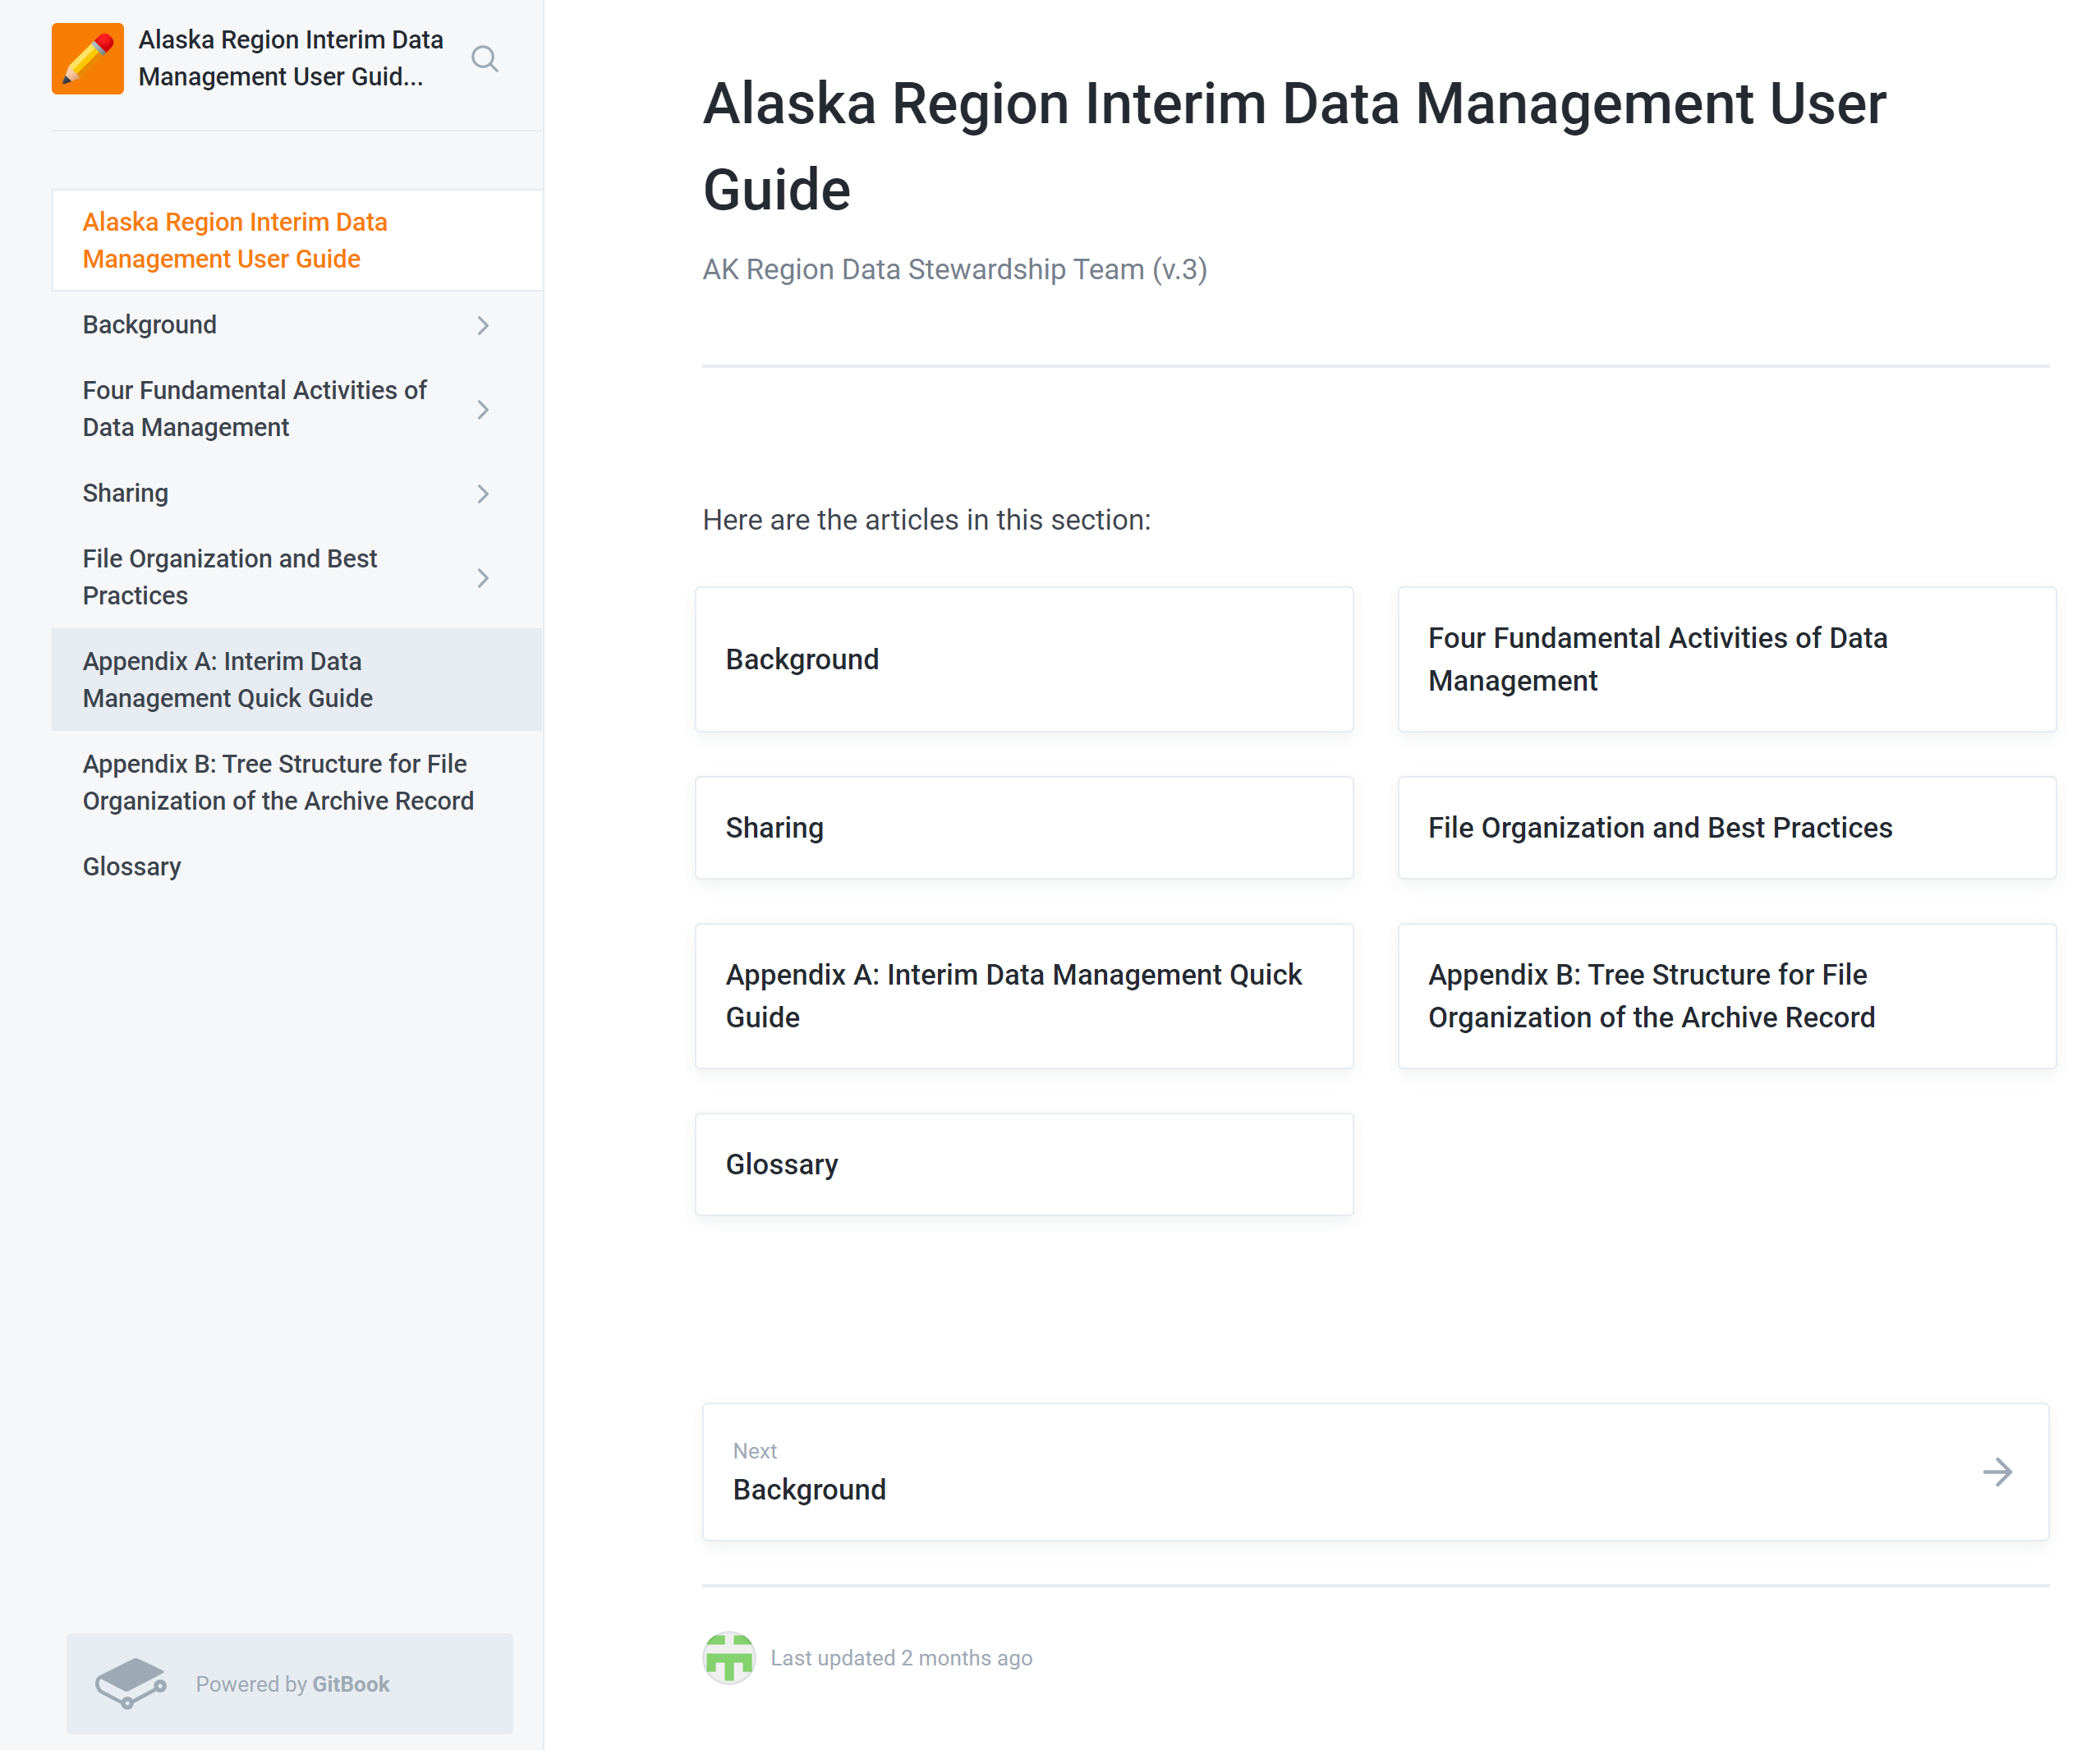 Alaska Region Interim Data
Management User Guid...
Alaska Region Interim Data
Management User Guide
Background
Four Fundamental Activities of
Data Management
Sharing
File Organization and Best
Practices
Appendix A: Interim Data
Management Quick Guide
Appendix B: Tree Structure for File
Organization of the Archive Record
Glossary
Powered by GitBook
Alaska Region Interim Data Management User
Guide
AK Region Data Stewardship Team (v.3)
Here are the articles in this section:
Background
Four Fundamental Activities of Data
Management
Sharing
File Organization and Best Practices
Appendix A: Interim Data Management Quick
Guide
Appendix B: Tree Structure for File
Organization of the Archive Record
Glossary
Next
Background
Last updated 2 months ago